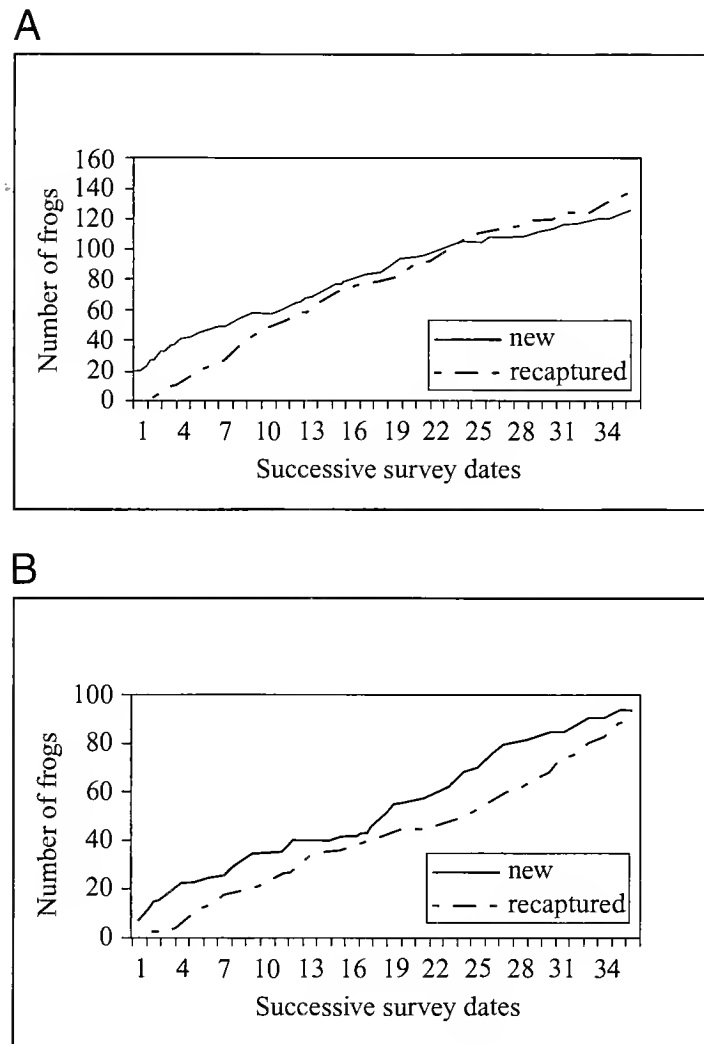 A
Number of frogs
160
140
120
100
80
60
40
20
0
new
recaptured
1 4 7 10 13 16 19 22 25 28 31 34
Successive survey dates
B
Number of frogs
100
80
60
40
20
0
new
recaptured
1 4 7 10 13 16 19 22 25 28 31 34
Successive survey dates